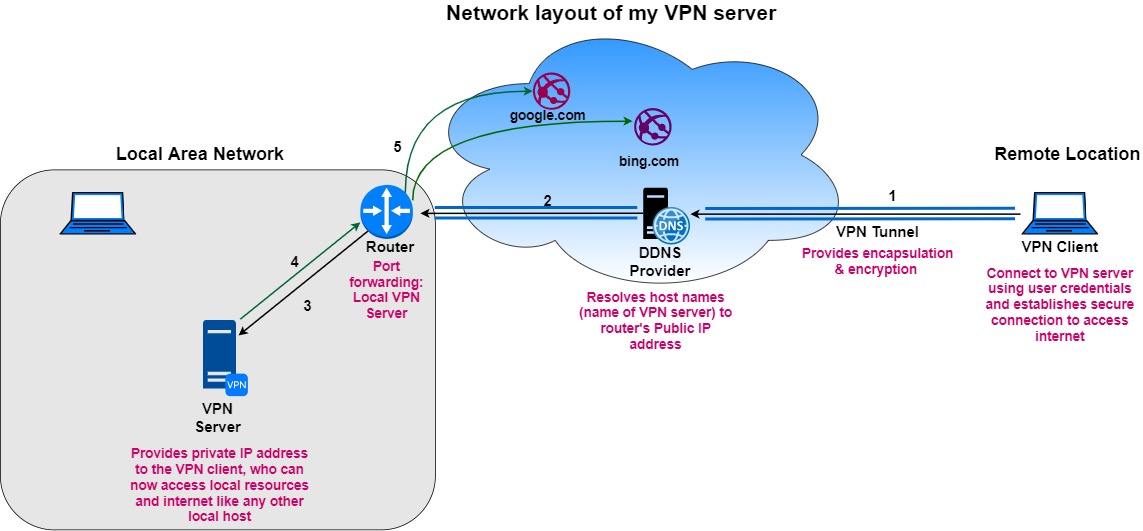 Network layout of my VPN server
google.com
5
bing.com
Local Area Network
Remote Location
2
1
DNS
Router
VPN Tunnel
VPN Client
Port
forwarding:
Local VPN
Server
DDNS
Provider
Provides encapsulation
& encryption
4
3
Resolves host names
(name of VPN server) to
router's Public IP
address
Connect to VPN server
using user credentials
and establishes secure
connection to access
internet
VPN
VPN
Server
Provides private IP address
to the VPN client, who can
now access local resources
and internet like any other
local host